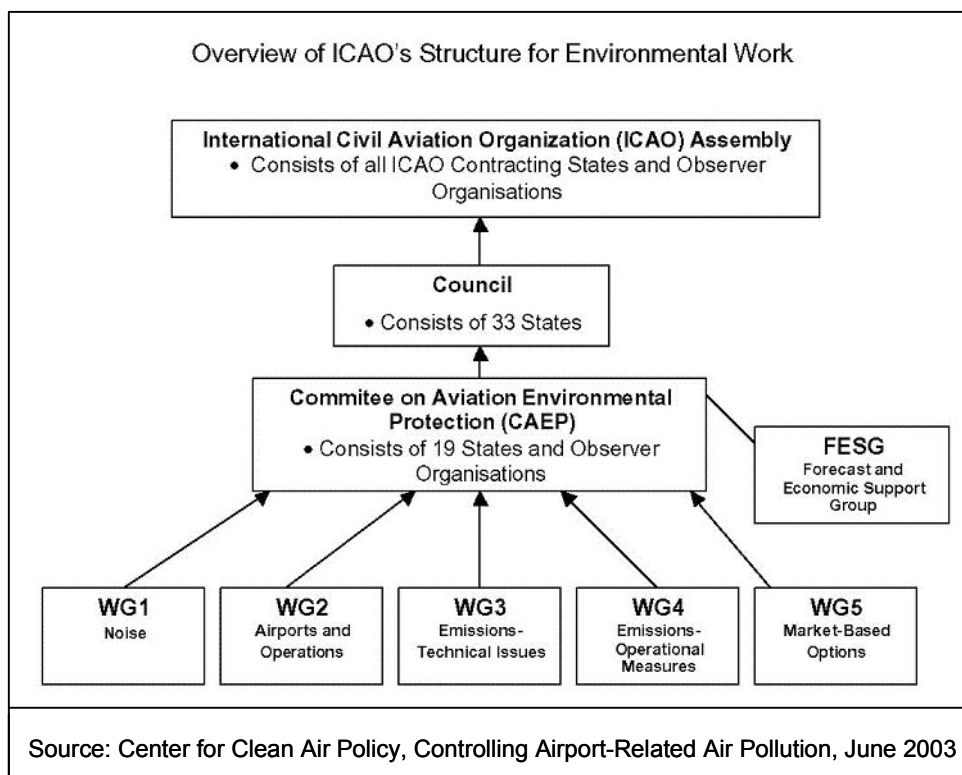 Overview of ICAO's Structure for Environmental Work
International Civil Aviation Organization (ICAO) Assembly
• Consists of all ICAO Contracting States and Observer
Organisations
Council
• Consists of 33 States
Commitee on Aviation Environmental
Protection (CAEP)
• Consists of 19 States and Observer
Organisations
FESG
Forecast and
Economic Support
Group
WG1
Noise
WG2
Airports and
Operations
WG3
Emissions-
Technical Issues
WG4
Emissions-
Operational
Measures
WG5
Market-Based
Options
Source: Center for Clean Air Policy, Controlling Airport-Related Air Pollution, June 2003